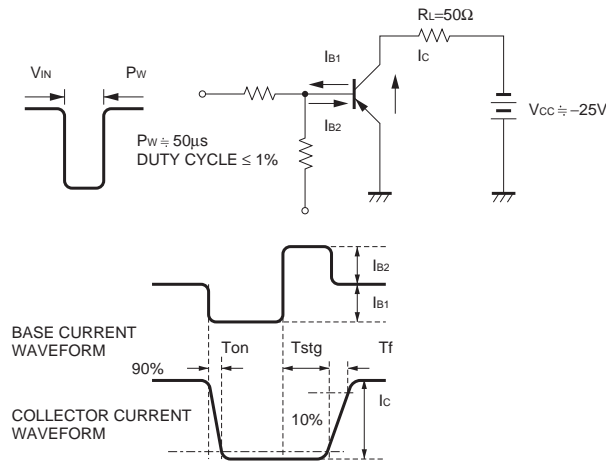 RL=50Ω
IB1
IC
VIN
PW
IB2
VCC≒−25V
PW≒50μs
DUTY CYCLE ≤ 1%
IB2
IB1
BASE CURRENT
WAVEFORM
Ton
Tstg
Tf
90%
IC
COLLECTOR CURRENT
WAVEFORM
10%